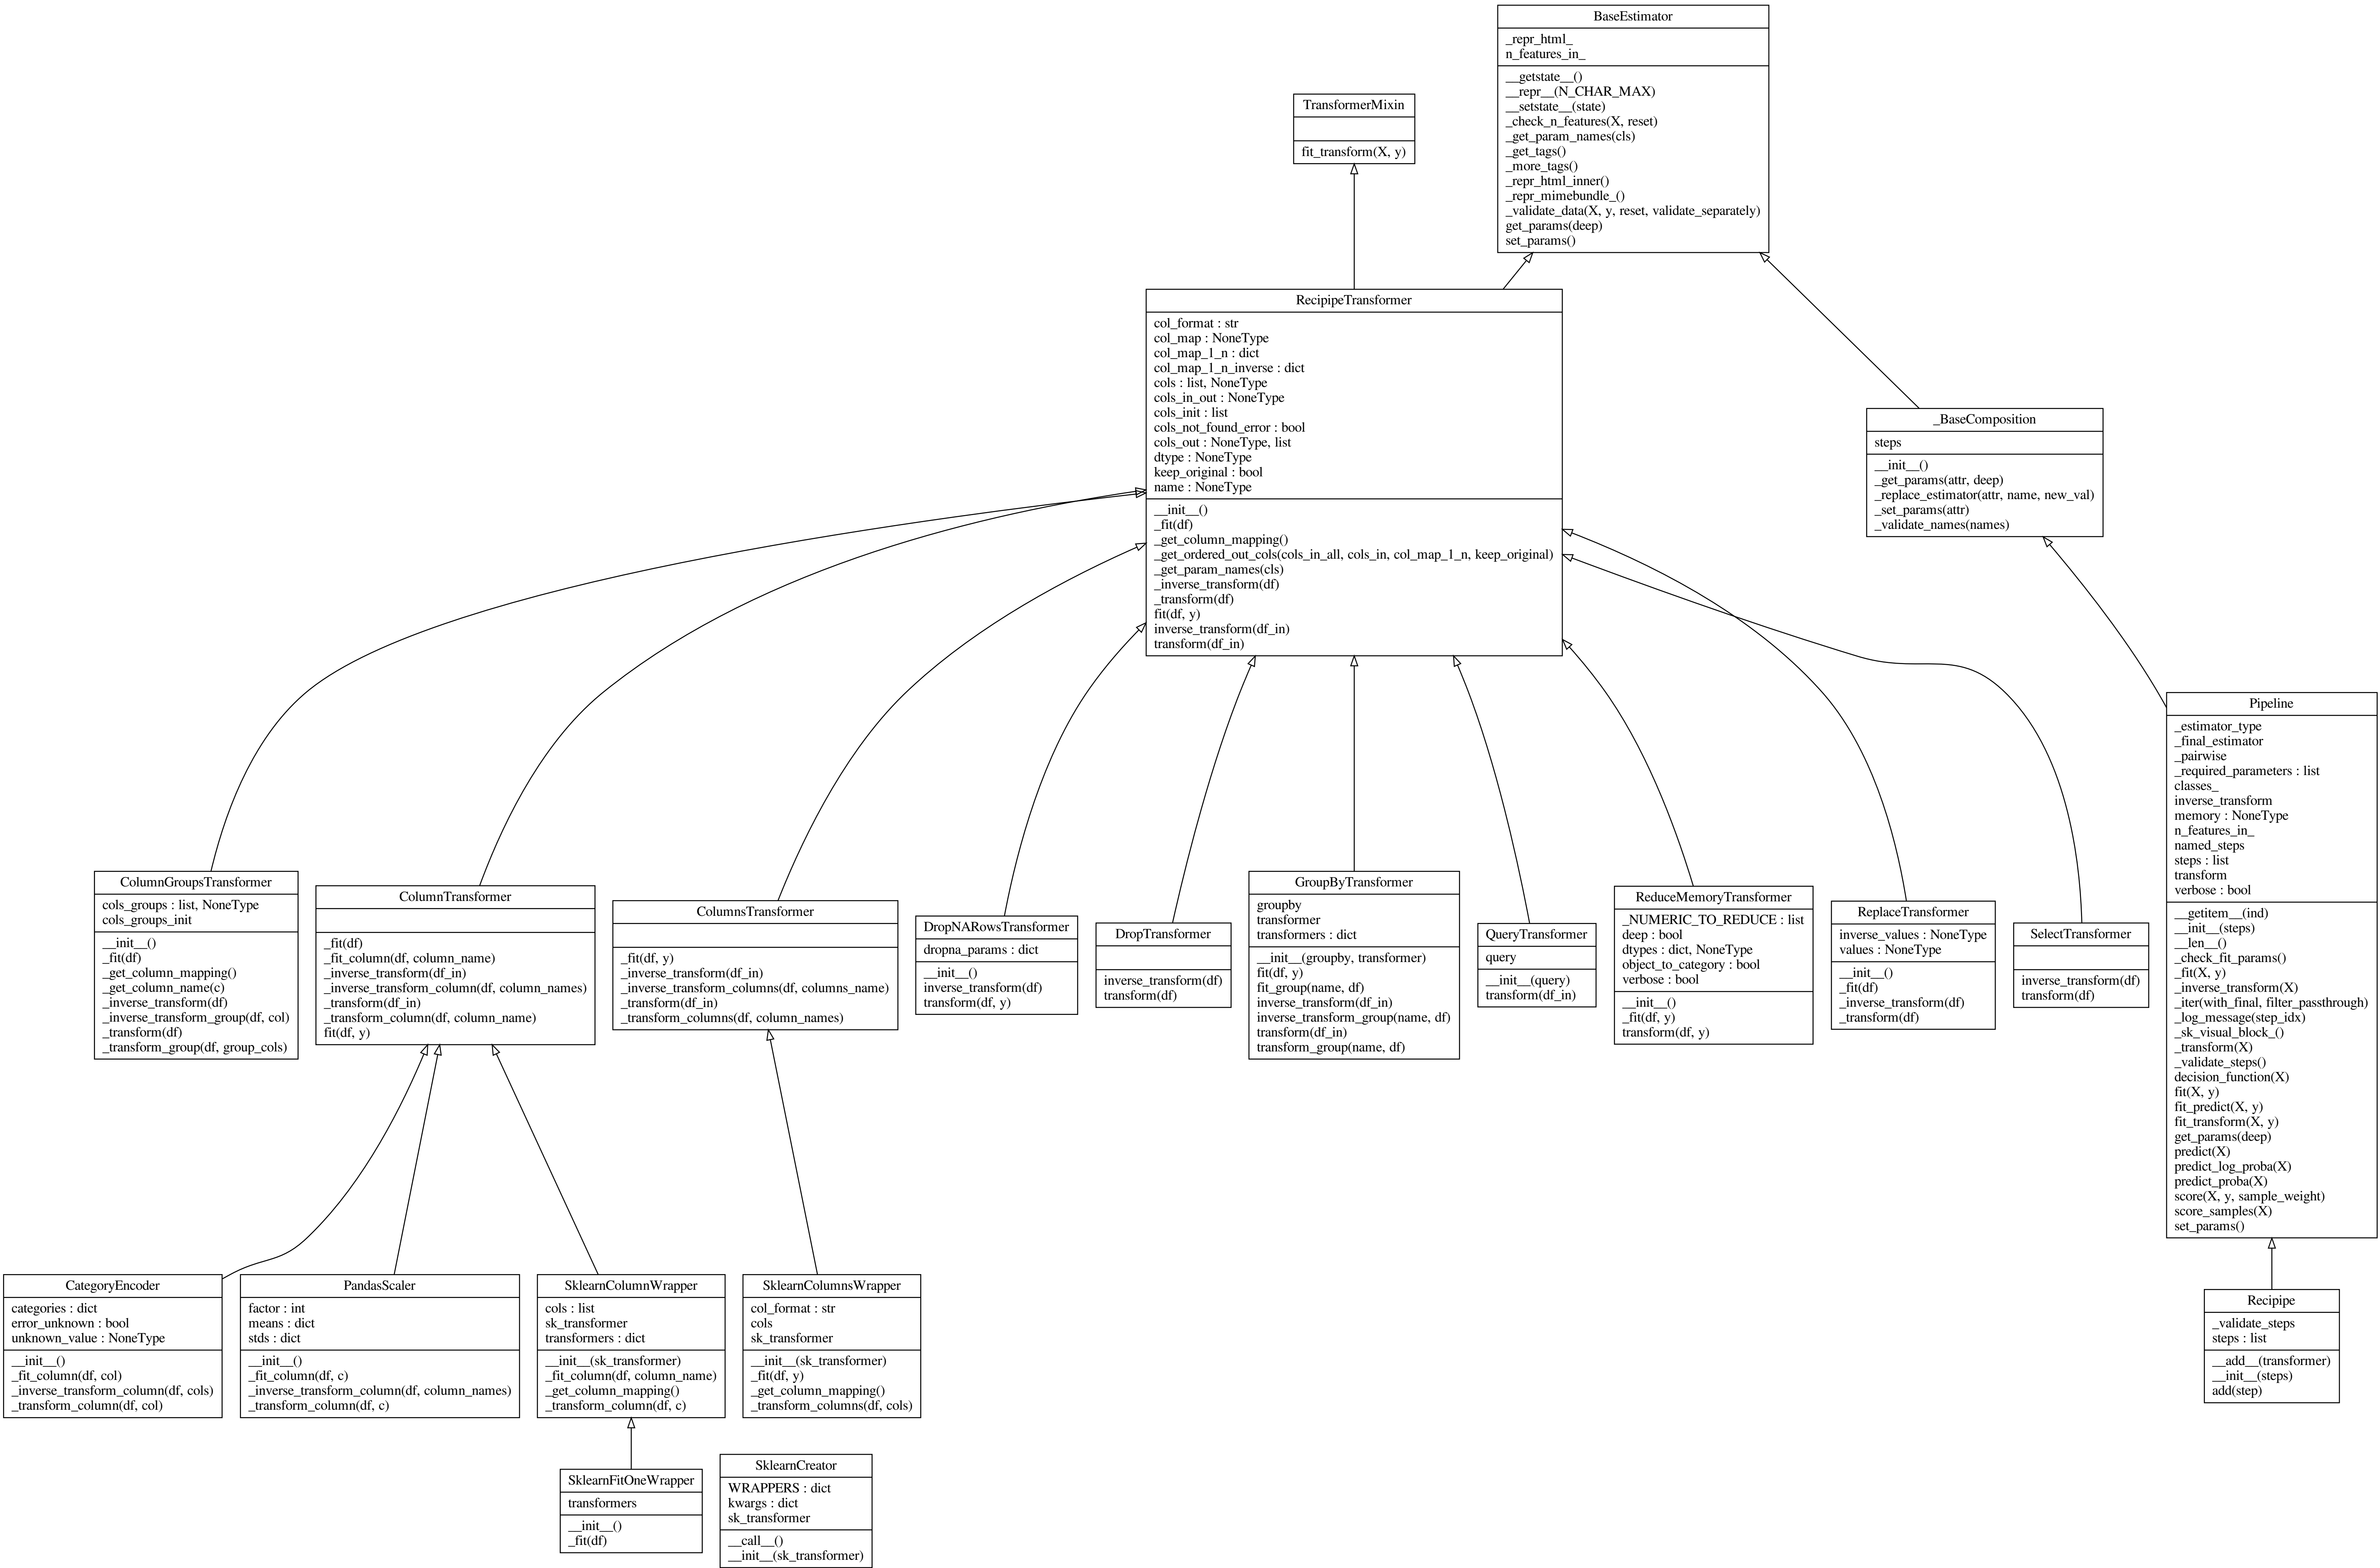 BaseEstimator
_repr_html_
n_features_in_
__getstate__()
__repr__(N_CHAR_MAX)
__setstate__(state)
_check_n_features(X, reset)
_get_param_names(cls)
_get_tags()
_more_tags()
_repr_html_inner()
_repr_mimebundle_()
_validate_data(X, y, reset, validate_separately)
get_params(deep)
set_params()
TransformerMixin
fit_transform(X, y)
RecipipeTransformer
col_format : str
col_map : NoneType
col_map_1_n : dict
col_map_1_n_inverse : dict
cols : list, NoneType
cols_in_out : NoneType
cols_init : list
cols_not_found_error : bool
cols_out : NoneType, list
dtype : NoneType
keep_original : bool
name : NoneType
__init__()
_fit(df)
_get_column_mapping()
_get_ordered_out_cols(cols_in_all, cols_in, col_map_1_n, keep_original)
_get_param_names(cls)
_inverse_transform(df)
_transform(df)
fit(df, y)
inverse_transform(df_in)
transform(df_in)
_BaseComposition
steps
__init__()
_get_params(attr, deep)
_replace_estimator(attr, name, new_val)
_set_params(attr)
_validate_names(names)
Pipeline
_estimator_type
_final_estimator
_pairwise
_required_parameters : list
classes_
inverse_transform
memory : NoneType
n_features_in_
named_steps
steps : list
transform
verbose : bool
__getitem__(ind)
__init__(steps)
__len__()
_check_fit_params()
_fit(X, y)
_inverse_transform(X)
_iter(with_final, filter_passthrough)
_log_message(step_idx)
_sk_visual_block_()
_transform(X)
_validate_steps()
decision_function(X)
fit(X, y)
fit_predict(X, y)
fit_transform(X, y)
get_params(deep)
predict(X)
predict_log_proba(X)
predict_proba(X)
score(X, y, sample_weight)
score_samples(X)
set_params()
ColumnGroupsTransformer
cols_groups : list, NoneType
cols_groups_init
__init__()
_fit(df)
_get_column_mapping()
_get_column_name(c)
_inverse_transform(df)
_inverse_transform_group(df, col)
_transform(df)
_transform_group(df, group_cols)
ColumnTransformer
_fit(df)
_fit_column(df, column_name)
_inverse_transform(df_in)
_inverse_transform_column(df, column_names)
_transform(df_in)
_transform_column(df, column_name)
fit(df, y)
ColumnsTransformer
_fit(df, y)
_inverse_transform(df_in)
_inverse_transform_columns(df, columns_name)
_transform(df_in)
_transform_columns(df, column_names)
DropNARowsTransformer
dropna_params : dict
__init__()
inverse_transform(df)
transform(df, y)
DropTransformer
inverse_transform(df)
transform(df)
GroupByTransformer
groupby
transformer
transformers : dict
__init__(groupby, transformer)
fit(df, y)
fit_group(name, df)
inverse_transform(df_in)
inverse_transform_group(name, df)
transform(df_in)
transform_group(name, df)
QueryTransformer
query
__init__(query)
transform(df_in)
ReduceMemoryTransformer
_NUMERIC_TO_REDUCE : list
deep : bool
dtypes : dict, NoneType
object_to_category : bool
verbose : bool
__init__()
_fit(df, y)
transform(df, y)
ReplaceTransformer
inverse_values : NoneType
values : NoneType
__init__()
_fit(df)
_inverse_transform(df)
_transform(df)
SelectTransformer
inverse_transform(df)
transform(df)
CategoryEncoder
categories : dict
error_unknown : bool
unknown_value : NoneType
__init__()
_fit_column(df, col)
_inverse_transform_column(df, cols)
_transform_column(df, col)
PandasScaler
factor : int
means : dict
stds : dict
__init__()
_fit_column(df, c)
_inverse_transform_column(df, column_names)
_transform_column(df, c)
SklearnColumnWrapper
cols : list
sk_transformer
transformers : dict
__init__(sk_transformer)
_fit_column(df, column_name)
_get_column_mapping()
_transform_column(df, c)
SklearnColumnsWrapper
col_format : str
cols
sk_transformer
__init__(sk_transformer)
_fit(df, y)
_get_column_mapping()
_transform_columns(df, cols)
Recipipe
_validate_steps
steps : list
__add__(transformer)
__init__(steps)
add(step)
SklearnFitOneWrapper
transformers
__init__()
_fit(df)
SklearnCreator
WRAPPERS : dict
kwargs : dict
sk_transformer
__call__()
__init__(sk_transformer)